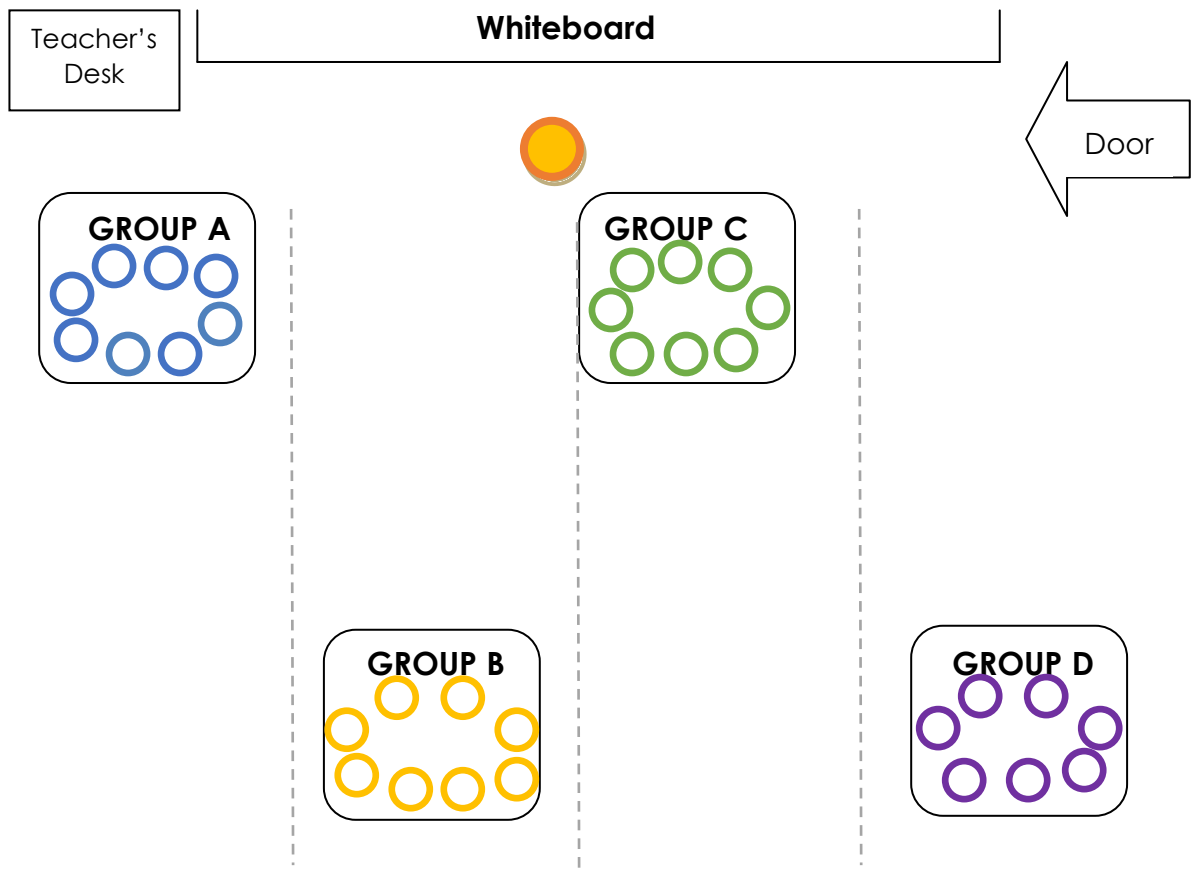 Teacher’s
Desk
Whiteboard
Door
GROUP A
GROUP C
GROUP B
GROUP D